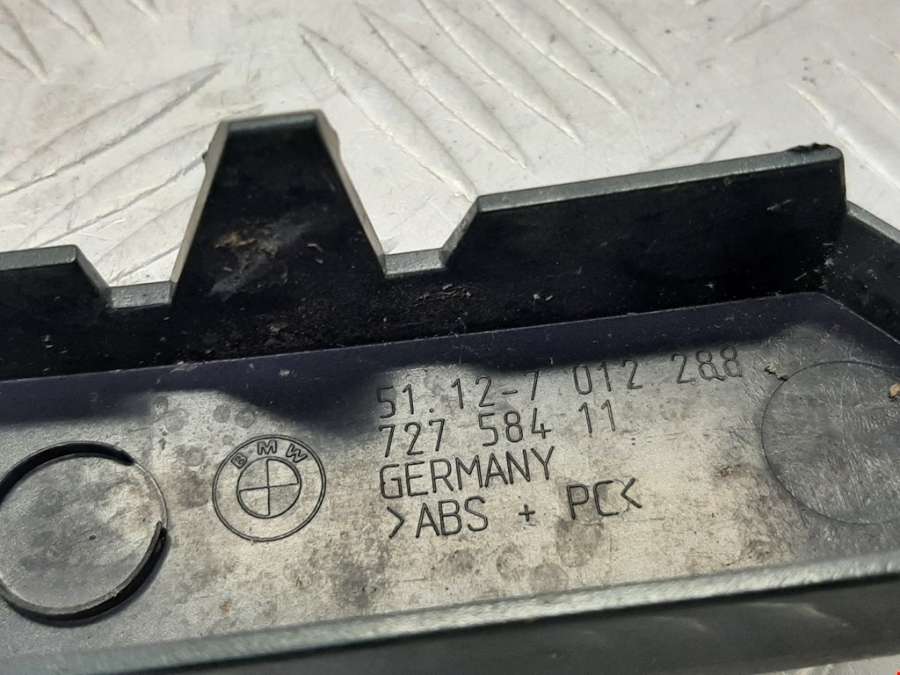 51.12-7 012 288
727 584 11
GERMANY
>ABS + PC<
BMW